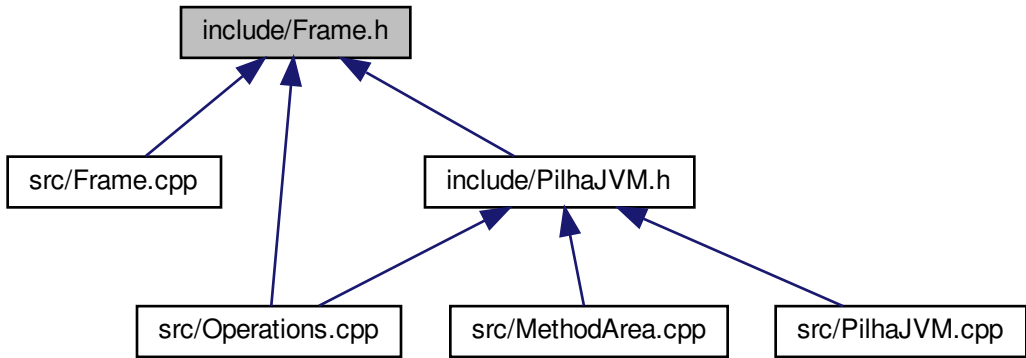 include/Frame.h
src/Frame.cpp
include/PilhaJVM.h
src/Operations.cpp
src/MethodArea.cpp
src/PilhaJVM.cpp